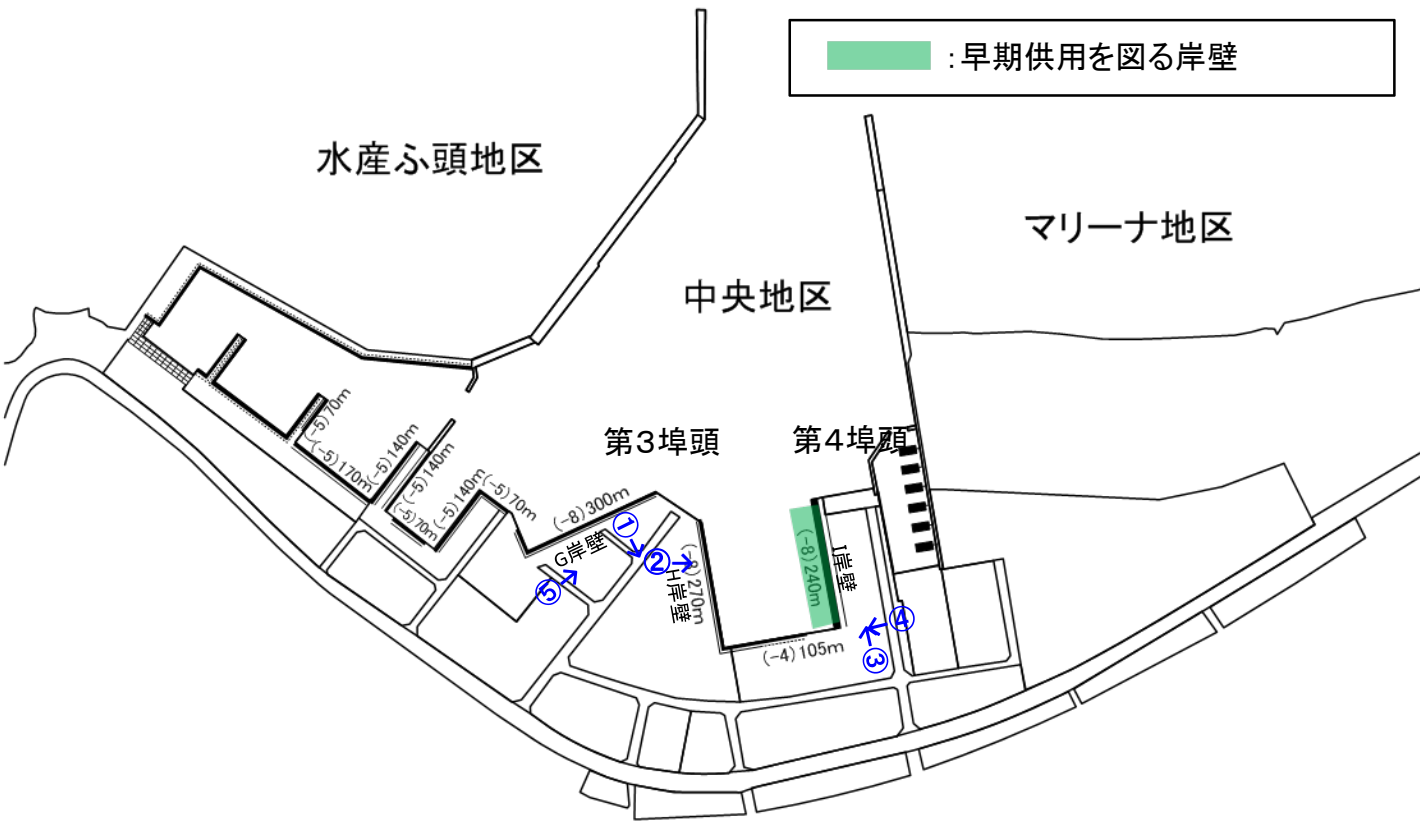 :早期供用を図る岸壁
水産ふ頭地区
マリーナ地区
中央地区
第3埠頭
第4埠頭
(-5)70m
(-5)170m
(-5)140m
(-5)140m
(-5)70m
(-5)140m
(-5)70m
(-8)300m
G岸壁
①
②
⑤
(-8)270m
H岸壁
(-8)240m
I岸壁
④
③
(-4)105m